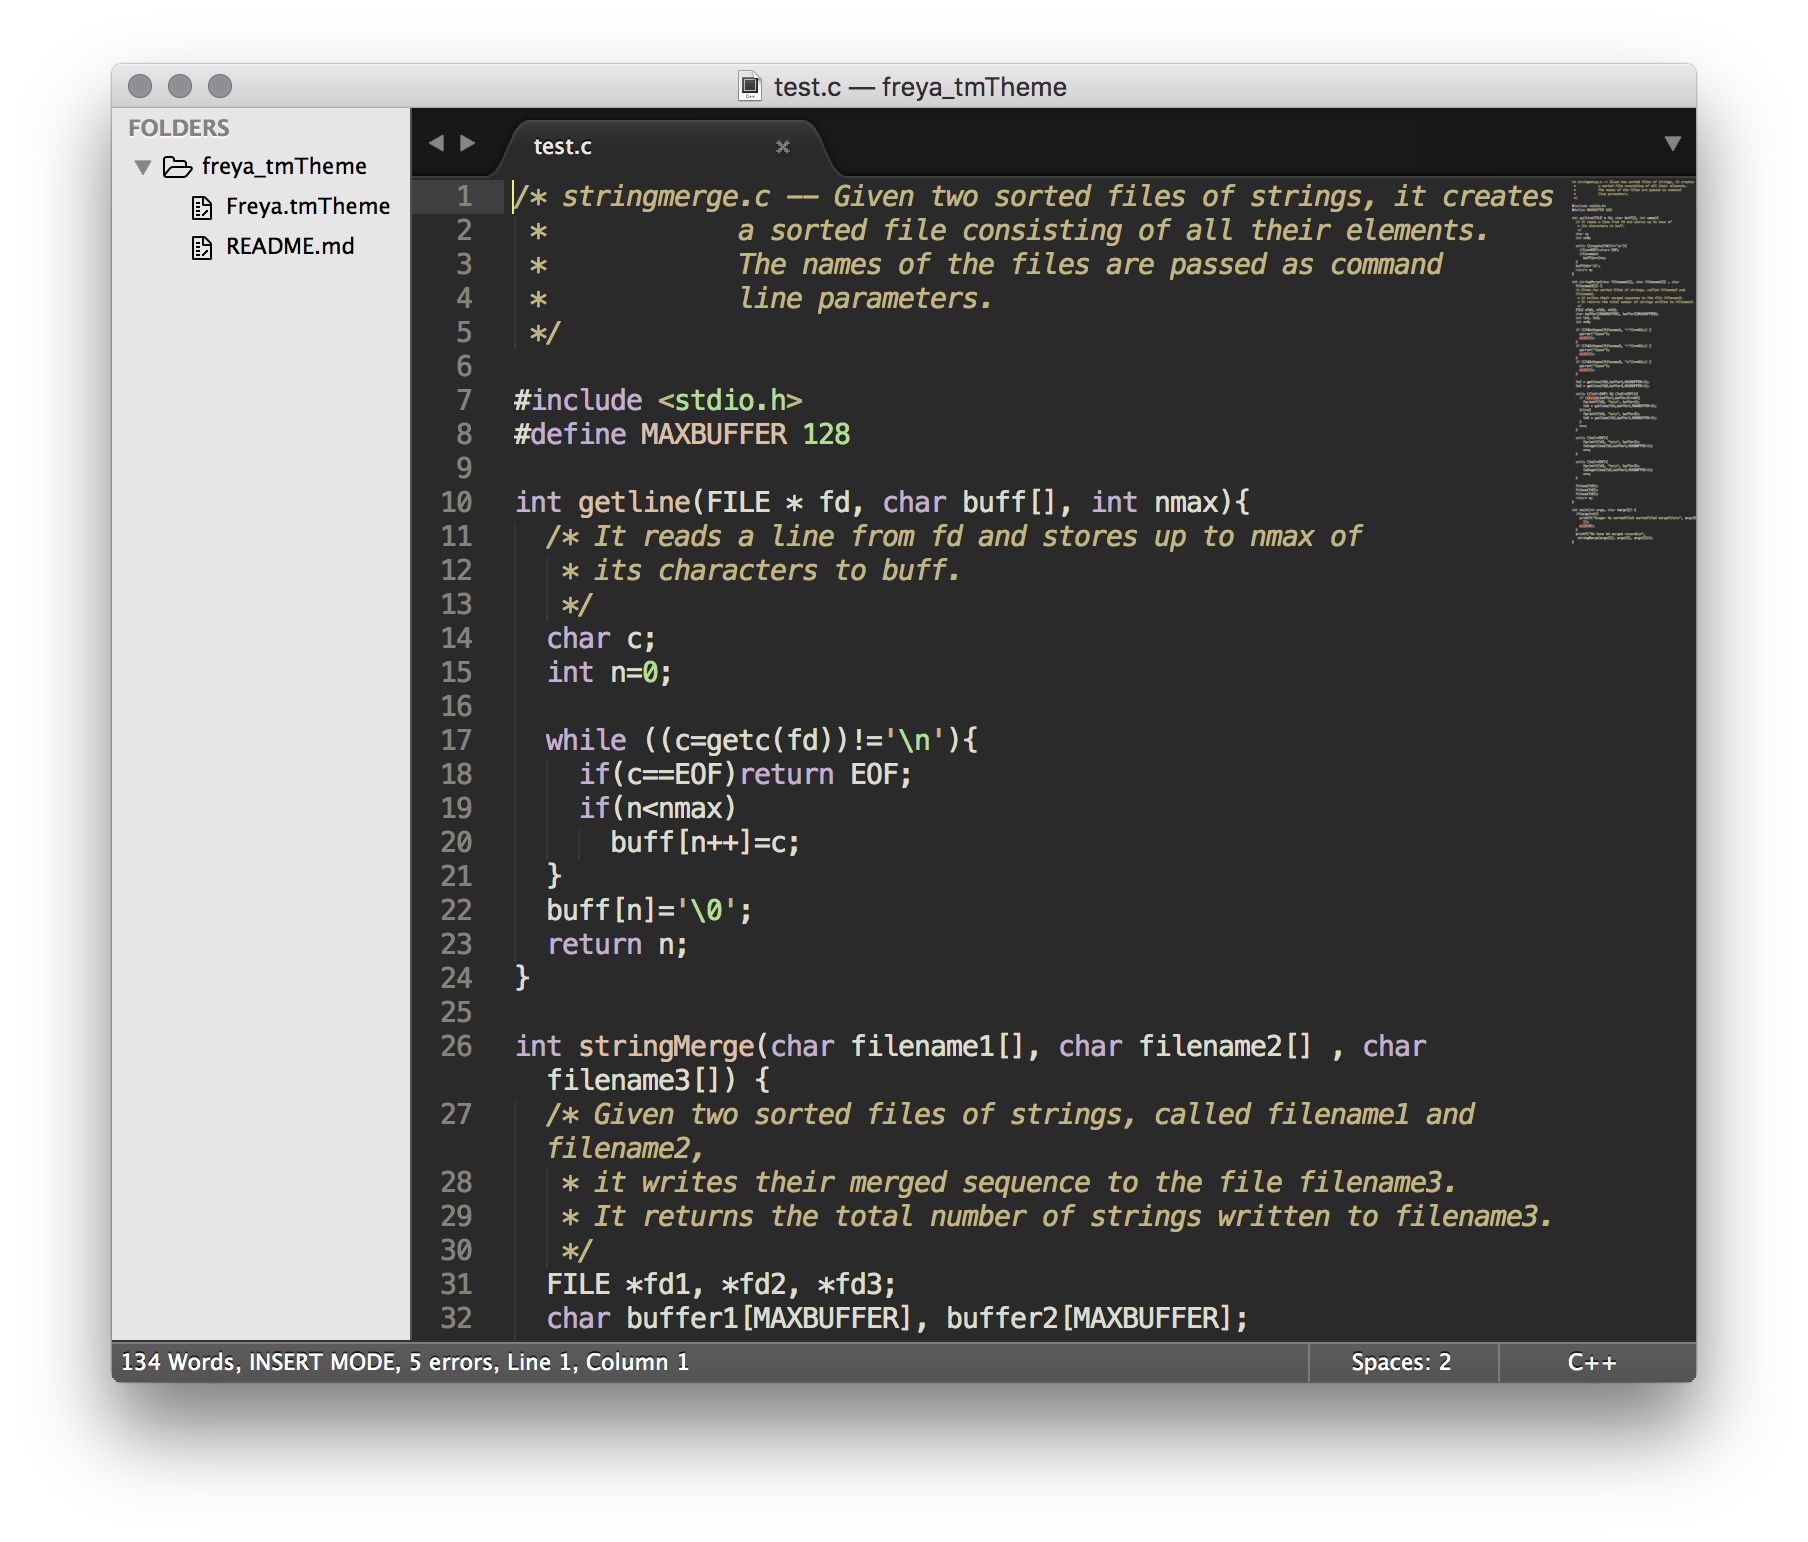 test.c — freya_tmTheme
FOLDERS
freya_tmTheme
Freya.tmTheme
README.md
test.c
1 /* stringmerge.c -- Given two sorted files of strings, it creates
2  *            a sorted file consisting of all their elements.
3  *            The names of the files are passed as command
4  *            line parameters.
5  */
6
7 #include <stdio.h>
8 #define MAXBUFFER 128
9
10 int getline(FILE * fd, char buff[], int nmax){
11   /* It reads a line from fd and stores up to nmax of
12    * its characters to buff.
13    */
14   char c;
15   int n=0;
16
17   while ((c=getc(fd))!='\n'){
18     if(c==EOF)return EOF;
19     if(n<nmax)
20       buff[n++]=c;
21   }
22   buff[n]='\0';
23   return n;
24 }
25
26 int stringMerge(char filename1[], char filename2[] , char
filename3[]) {
27   /* Given two sorted files of strings, called filename1 and
filename2,
28    * it writes their merged sequence to the file filename3.
29    * It returns the total number of strings written to filename3.
30    */
31   FILE *fd1, *fd2, *fd3;
32   char buffer1[MAXBUFFER], buffer2[MAXBUFFER];
134 Words, INSERT MODE, 5 errors, Line 1, Column 1
Spaces: 2
C++